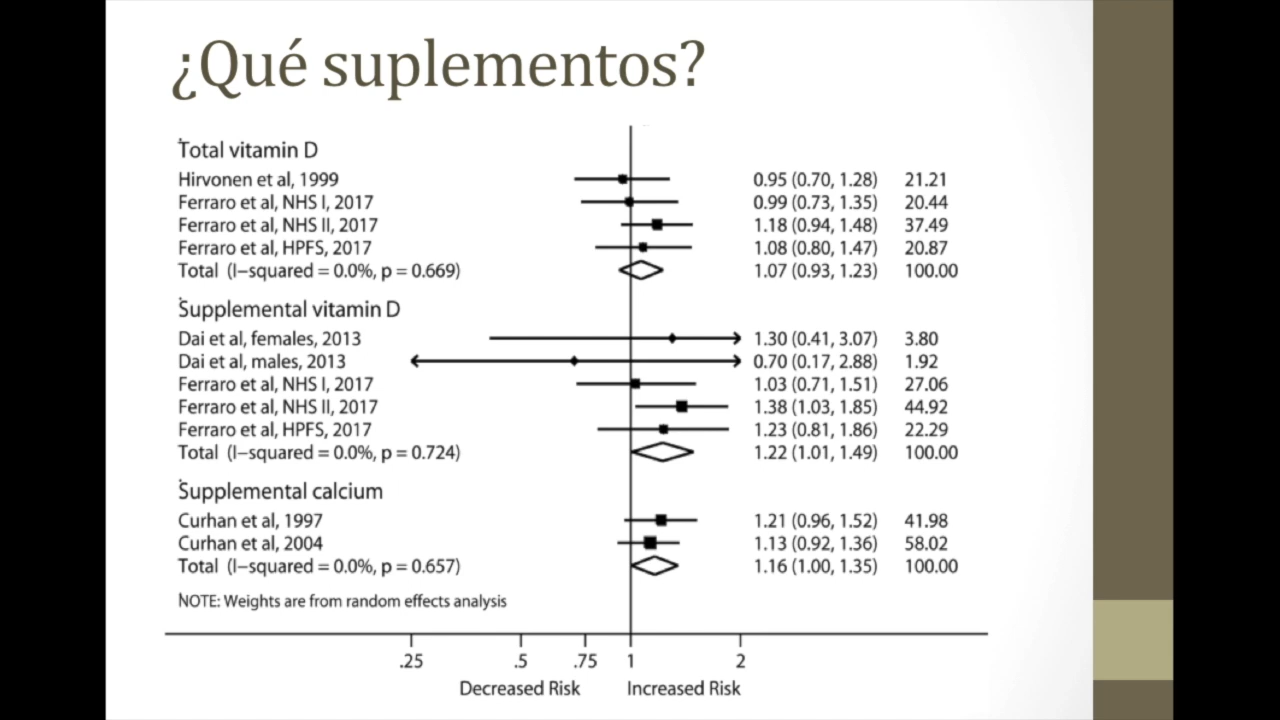 ¿Qué suplementos?
Total vitamin D
Hirvonen et al, 1999 0.95 (0.70, 1.28) 21.21
Ferraro et al, NHS I, 2017 0.99 (0.73, 1.35) 20.44
Ferraro et al, NHS II, 2017 1.18 (0.94, 1.48) 37.49
Ferraro et al, HPFS, 2017 1.08 (0.80, 1.47) 20.87
Total (I–squared = 0.0%, p = 0.669) 1.07 (0.93, 1.23) 100.00
Supplemental vitamin D
Dai et al, females, 2013 1.30 (0.41, 3.07) 3.80
Dai et al, males, 2013 0.70 (0.17, 2.88) 1.92
Ferraro et al, NHS I, 2017 1.03 (0.71, 1.51) 27.06
Ferraro et al, NHS II, 2017 1.38 (1.03, 1.85) 44.92
Ferraro et al, HPFS, 2017 1.23 (0.81, 1.86) 22.29
Total (I–squared = 0.0%, p = 0.724) 1.22 (1.01, 1.49) 100.00
Supplemental calcium
Curhan et al, 1997 1.21 (0.96, 1.52) 41.98
Curhan et al, 2004 1.13 (0.92, 1.36) 58.02
Total (I–squared = 0.0%, p = 0.657) 1.16 (1.00, 1.35) 100.00
NOTE: Weights are from random effects analysis
.25 .5 .75 1 2
Decreased Risk Increased Risk